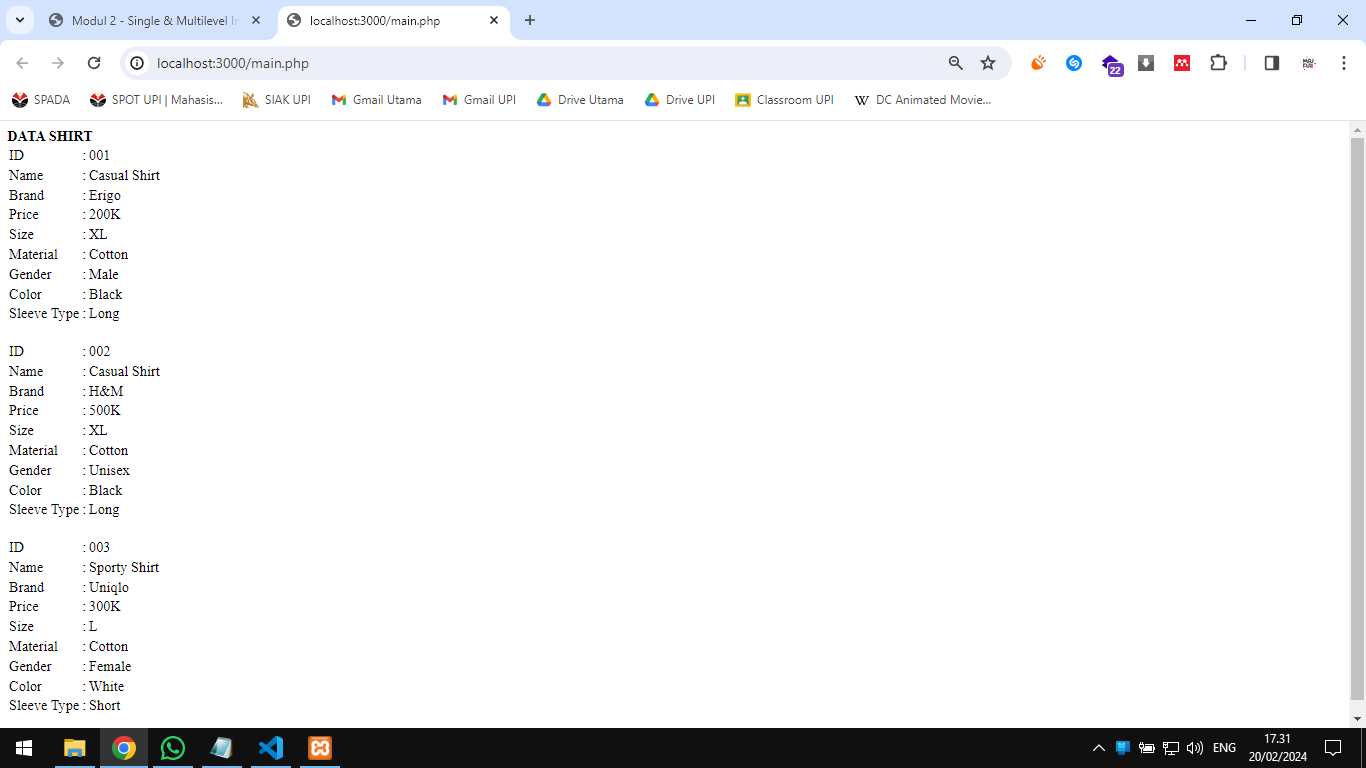 Modul 2 - Single & Multilevel In
localhost:3000/main.php
localhost:3000/main.php
22
SPADA
SPOT UPI | Mahasis...
SIAK UPI
Gmail Utama
Gmail UPI
Drive Utama
Drive UPI
Classroom UPI
W DC Animated Movie...
DATA SHIRT
ID : 001
Name : Casual Shirt
Brand : Erigo
Price : 200K
Size : XL
Material : Cotton
Gender : Male
Color : Black
Sleeve Type : Long
ID : 002
Name : Casual Shirt
Brand : H&M
Price : 500K
Size : XL
Material : Cotton
Gender : Unisex
Color : Black
Sleeve Type : Long
ID : 003
Name : Sporty Shirt
Brand : Uniqlo
Price : 300K
Size : L
Material : Cotton
Gender : Female
Color : White
Sleeve Type : Short
ENG
17.31
20/02/2024